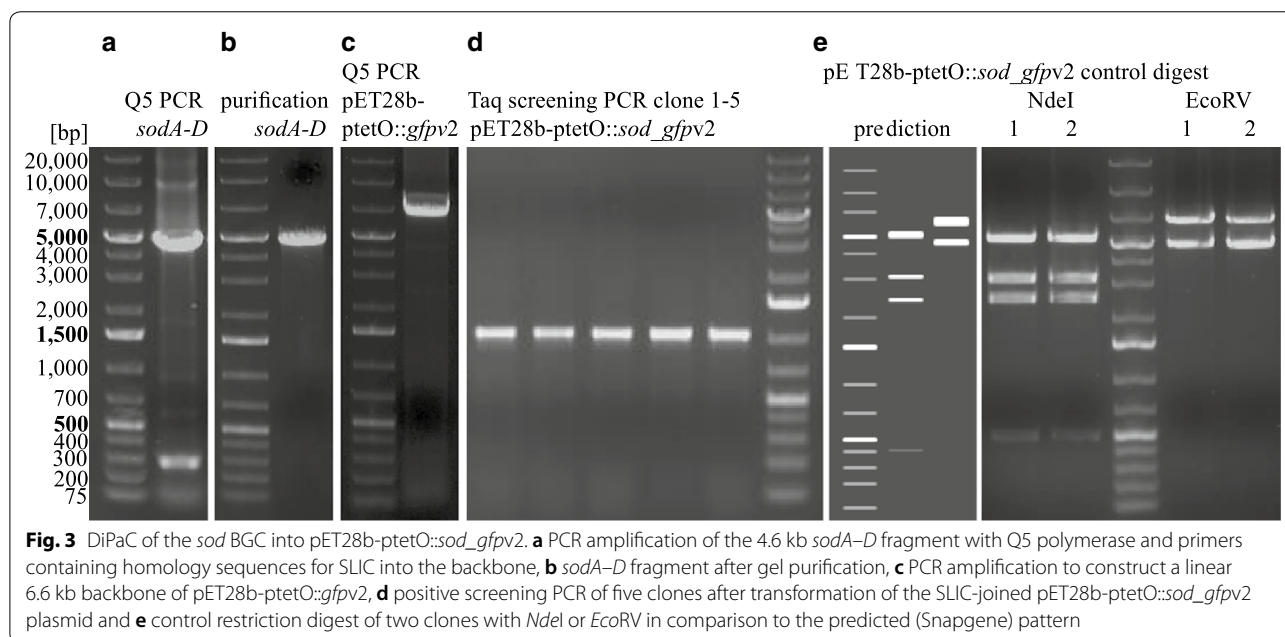 a b c d e
Q5 PCR
sodA-D
purification
sodA-D
Q5 PCR
pET28b-
ptetO::gfpv2
Taq screening PCR clone 1-5
pET28b-ptetO::sod_gfpv2
pE T28b-ptetO::sod_gfpv2 control digest
prediction
NdeI
1 2
EcoRV
1 2
[bp]
20,000
10,000
7,000
5,000
4,000
3,000
2,000
1,500
1,000
700
500
400
300
200
75
Fig. 3 DiPaC of the sod BGC into pET28b-ptetO::sod_gfpv2. a PCR amplification of the 4.6 kb sodA–D fragment with Q5 polymerase and primers
containing homology sequences for SLIC into the backbone, b sodA–D fragment after gel purification, c PCR amplification to construct a linear
6.6 kb backbone of pET28b-ptetO::gfpv2, d positive screening PCR of five clones after transformation of the SLIC-joined pET28b-ptetO::sod_gfpv2
plasmid and e control restriction digest of two clones with NdeI or EcoRV in comparison to the predicted (Snapgene) pattern